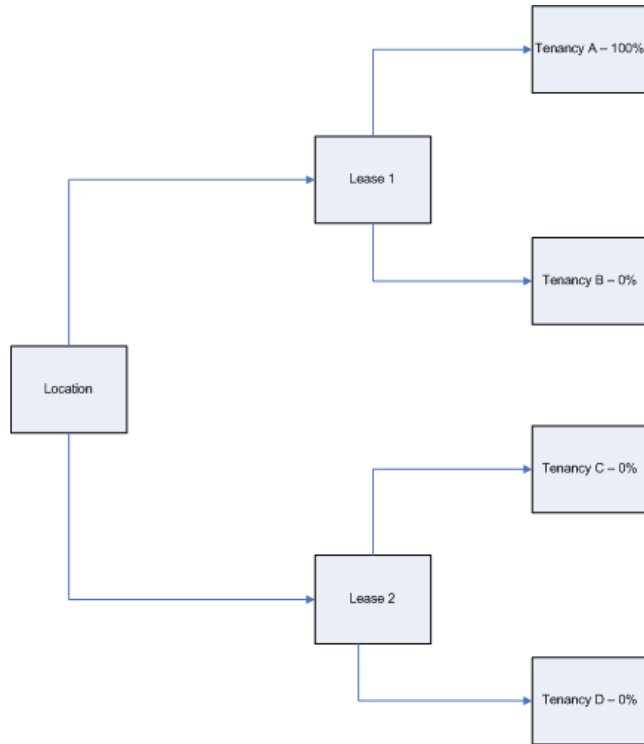 Tenancy A – 100%
Lease 1
Tenancy B – 0%
Location
Tenancy C – 0%
Lease 2
Tenancy D – 0%